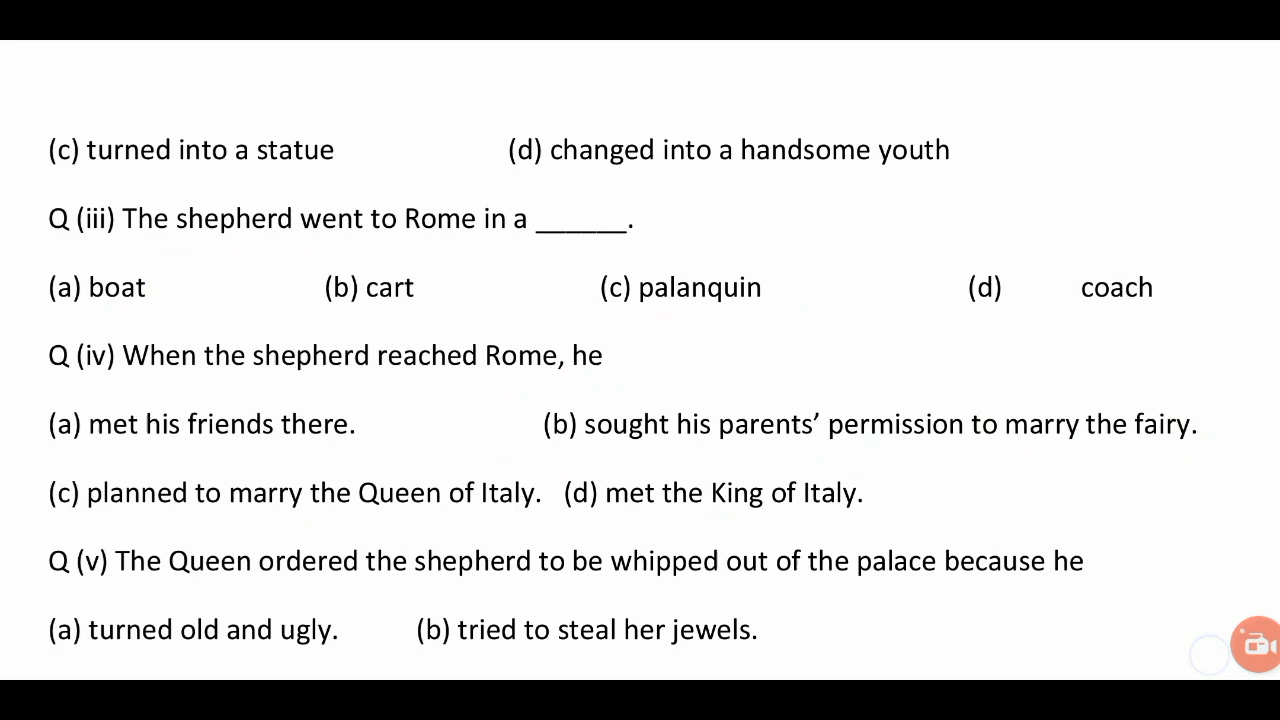 (c) turned into a statue (d) changed into a handsome youth
Q (iii) The shepherd went to Rome in a ______.
(a) boat (b) cart (c) palanquin (d) coach
Q (iv) When the shepherd reached Rome, he
(a) met his friends there. (b) sought his parents’ permission to marry the fairy.
(c) planned to marry the Queen of Italy. (d) met the King of Italy.
Q (v) The Queen ordered the shepherd to be whipped out of the palace because he
(a) turned old and ugly. (b) tried to steal her jewels.